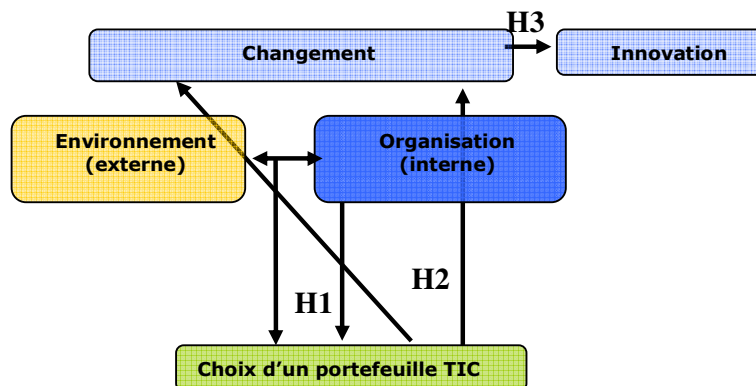 H3
Changement
Innovation
Environnement
(externe)
Organisation
(interne)
H1
H2
Choix d'un portefeuille TIC